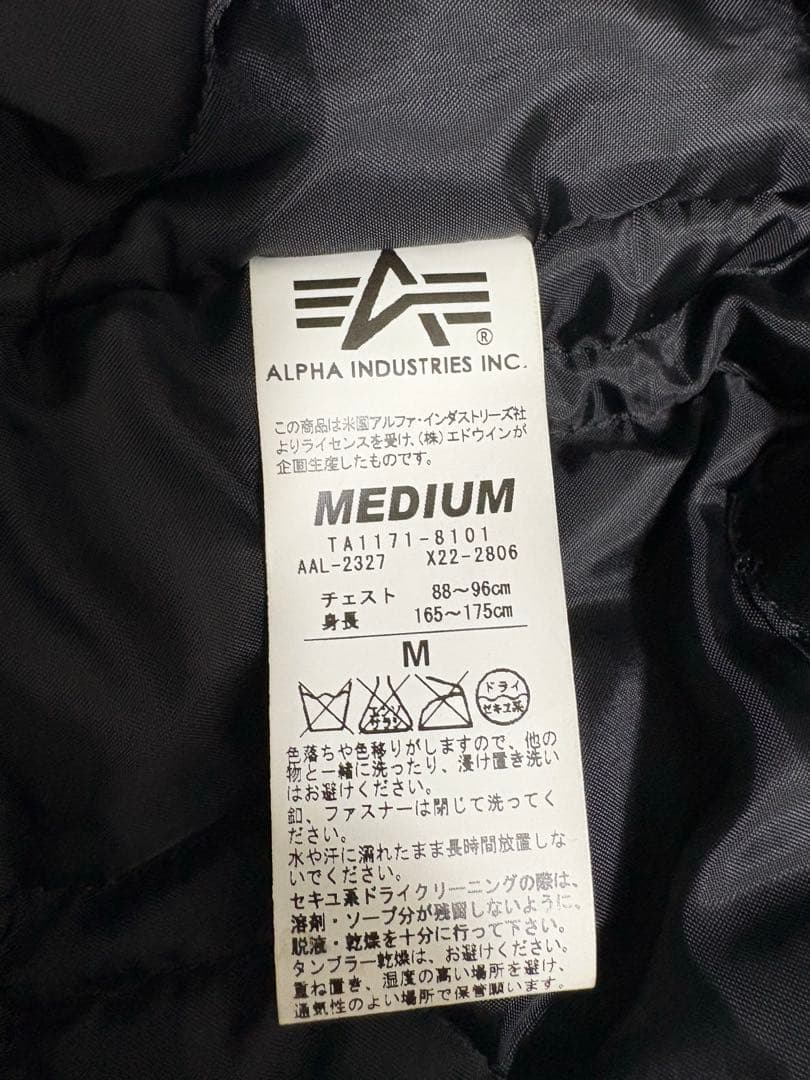 ®
ALPHA INDUSTRIES INC.
この商品は米国アルファ・インダストリーズ社
よりライセンスを受け、(株)エドウインが
企画生産したものです。
MEDIUM
TA1171-8101
AAL-2327 X22-2806
チェスト 88～96cm
身長 165～175cm
M
エンソ サラシ ドライ セキユ系
色落ちや色移りがしますので、他の
物と一緒に洗ったり、浸け置き洗い
はお避けください。
釦、ファスナーは閉じて洗ってく
ださい。
水や汗に濡れたまま長時間放置しな
いでください。
セキユ系ドライクリーニングの際は、
溶剤・ソープ分が残留しないように、
脱液・乾燥を十分に行って下さい。
タンブラー乾燥は、お避けください。
重ね置き、湿度の高い場所を避け、
通気性のよい場所で保管願います。